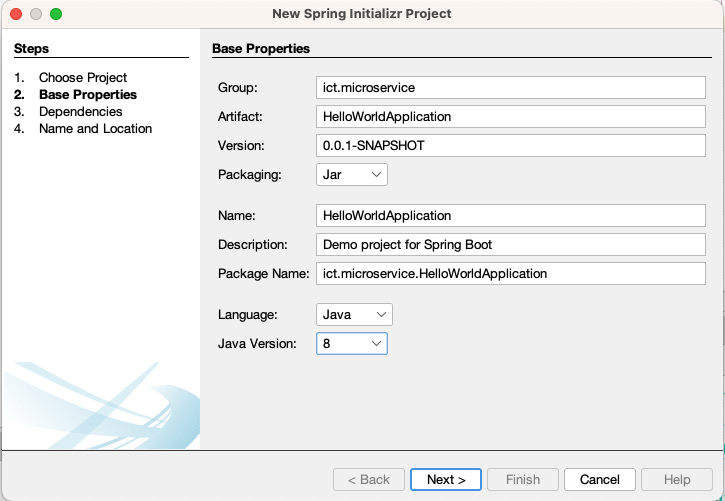 New Spring Initializr Project
Steps
1. Choose Project
2. Base Properties
3. Dependencies
4. Name and Location
Base Properties
Group: ict.microservice
Artifact: HelloWorldApplication
Version: 0.0.1-SNAPSHOT
Packaging: Jar
Name: HelloWorldApplication
Description: Demo project for Spring Boot
Package Name: ict.microservice.HelloWorldApplication
Language: Java
Java Version: 8
< Back Next > Finish Cancel Help